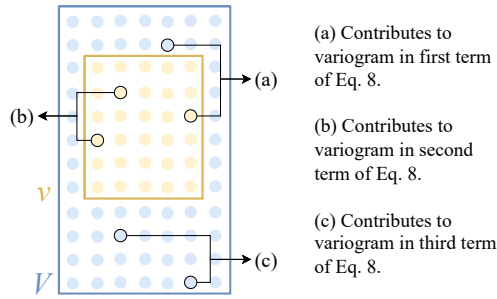 (a)
(b)
v
(c)
V
(a) Contributes to
variogram in first term
of Eq. 8.
(b) Contributes to
variogram in second
term of Eq. 8.
(c) Contributes to
variogram in third term
of Eq. 8.